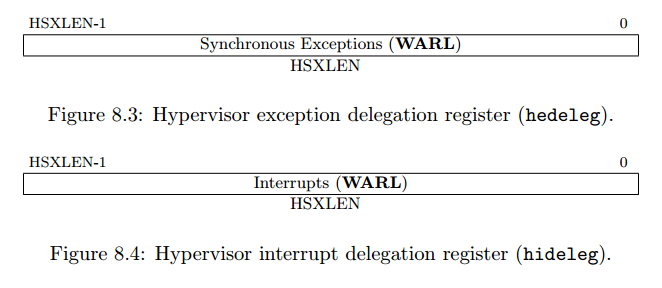 HSXLEN-1 0
Synchronous Exceptions (WARL)
HSXLEN
Figure 8.3: Hypervisor exception delegation register (hedeleg).
HSXLEN-1 0
Interrupts (WARL)
HSXLEN
Figure 8.4: Hypervisor interrupt delegation register (hideleg).